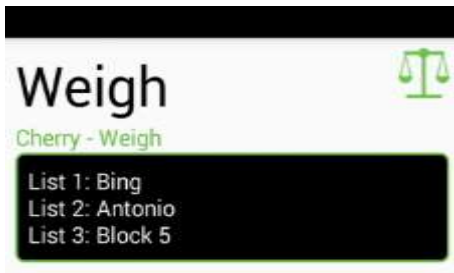 Weigh
Cherry - Weigh
List 1: Bing
List 2: Antonio
List 3: Block 5